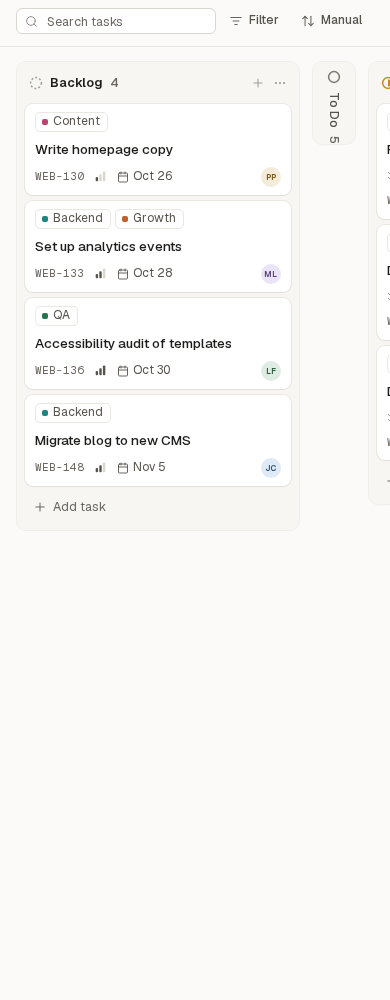 Search tasks
Filter
Manual
Backlog 4
Content
Write homepage copy
WEB-130 Oct 26 PP
Backend Growth
Set up analytics events
WEB-133 Oct 28 ML
QA
Accessibility audit of templates
WEB-136 Oct 30 LF
Backend
Migrate blog to new CMS
WEB-148 Nov 5 JC
Add task
To Do 5